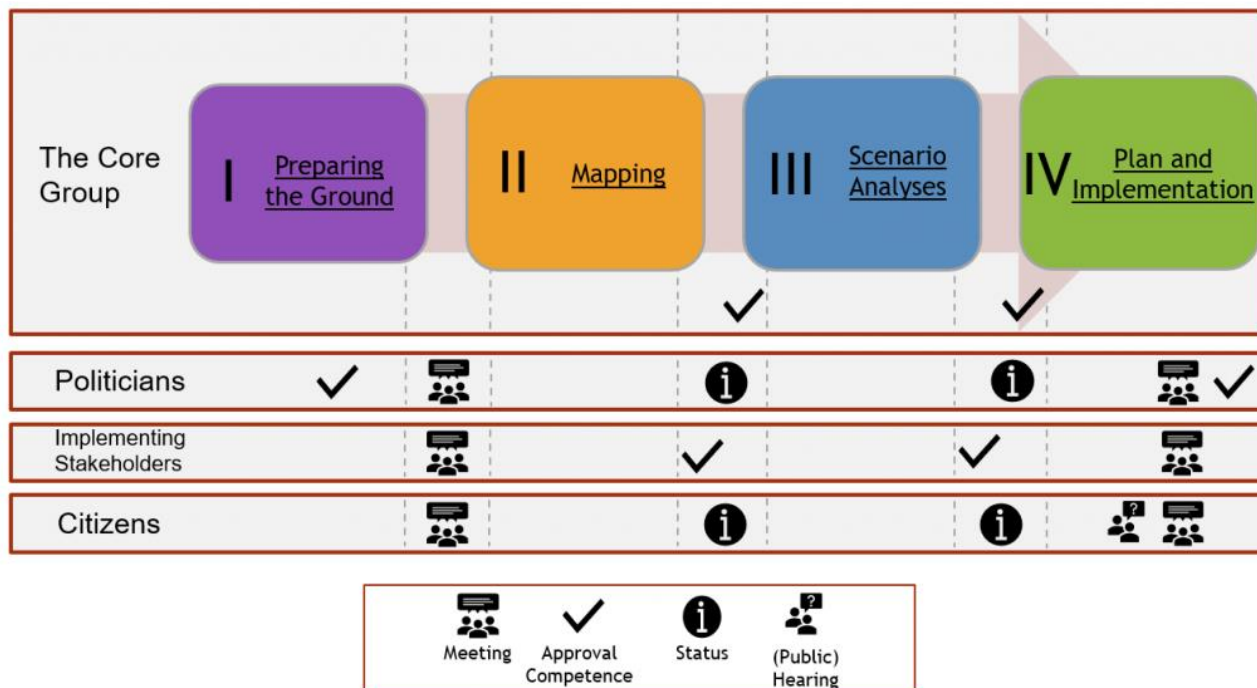 The Core
Group
I
Preparing
the Ground
II
Mapping
III
Scenario
Analyses
IV
Plan and
Implementation
Politicians
i
i
Implementing
Stakeholders
Citizens
i
i
?
i
?
Meeting
Approval
Competence
Status
(Public)
Hearing